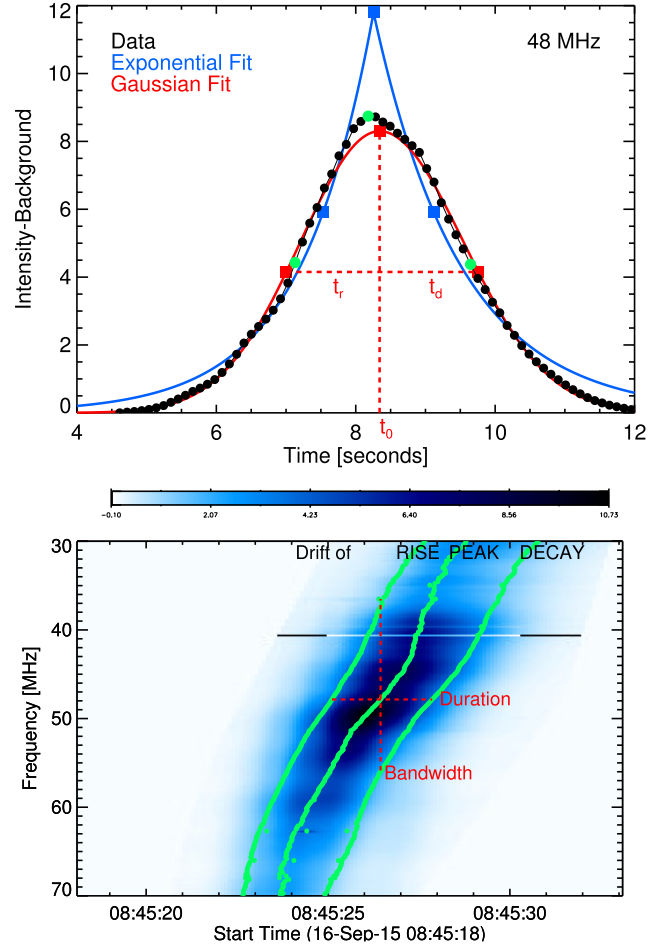 12
10
8
6
4
2
0
Intensity-Background
Data
Exponential Fit
Gaussian Fit
48 MHz
tr
td
t0
4 6 8 10 12
Time [seconds]
−0.10 2.07 4.23 6.40 8.56 10.73
30
40
50
60
70
Frequency [MHz]
Drift of RISE PEAK DECAY
Duration
Bandwidth
08:45:20 08:45:25 08:45:30
Start Time (16-Sep-15 08:45:18)